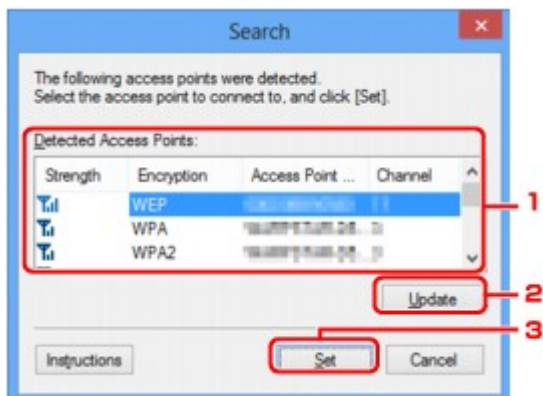 Search
The following access points were detected.
Select the access point to connect to, and click [Set].
Detected Access Points:
Strength Encryption Access Point ... Channel
WEP
WPA
WPA2
1
Update
2
3
Instructions Set Cancel